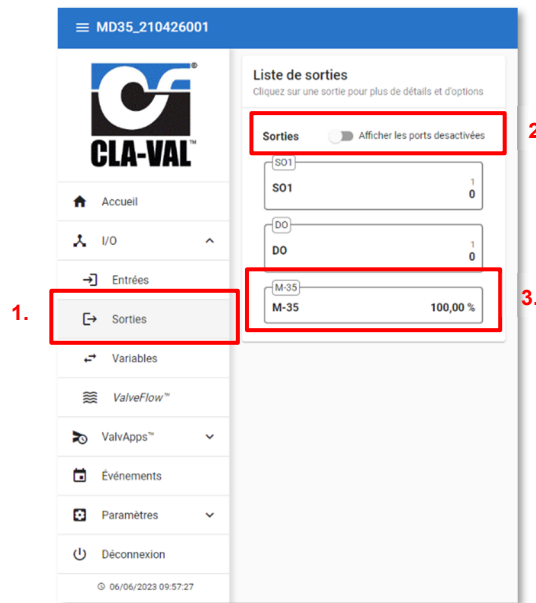 MD35_210426001
CLA-VAL™
Accueil
I/O
Entrées
1.
Sorties
Variables
ValveFlow™
ValvApps™
Événements
Paramètres
Déconnexion
06/06/2023 09:57:27
Liste de sorties
Cliquez sur une sortie pour plus de détails et d'options
Sorties Afficher les ports desactivées
2
SO1
SO1 1
0
DO
DO 1
0
M-35
M-35 100,00 %
3.